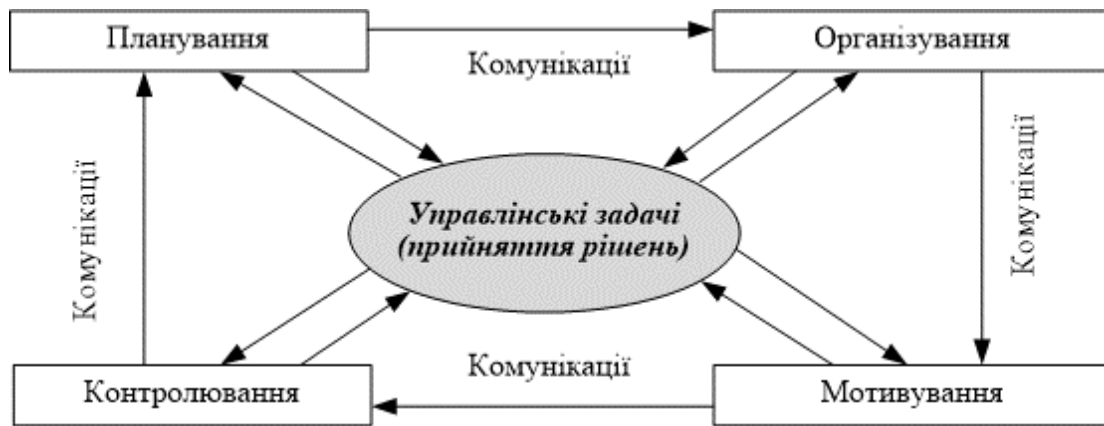 Планування
Організування
Комунікації
Комунікації
Комунікації
Управлінські задачі
(прийняття рішень)
Комунікації
Контролювання
Мотивування